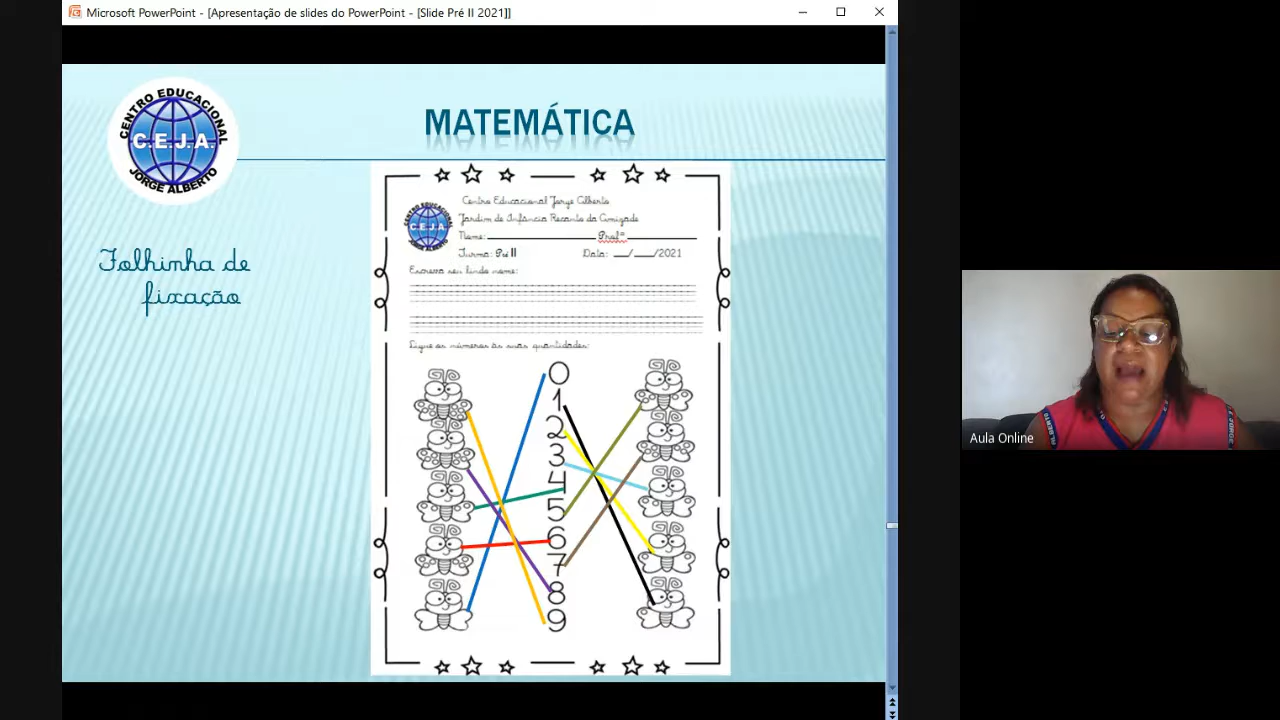 Microsoft PowerPoint - [Apresentação de slides do PowerPoint - [Slide Pré II 2021]]
CENTRO EDUCACIONAL
C.E.J.A.
JORGE ALBERTO
MATEMÁTICA
Folhinha de
fixação
C.E.J.A.
Centro Educacional Jorge Alberto
Jardim de Infância Recanto da Amizade
Nome: Profª
Turma: Pré II Data: __/__/2021
Escreva seu lindo nome:
Ligue os números às suas quantidades:
0
1
2
3
4
5
6
7
8
9
Aula Online
ALBERTO